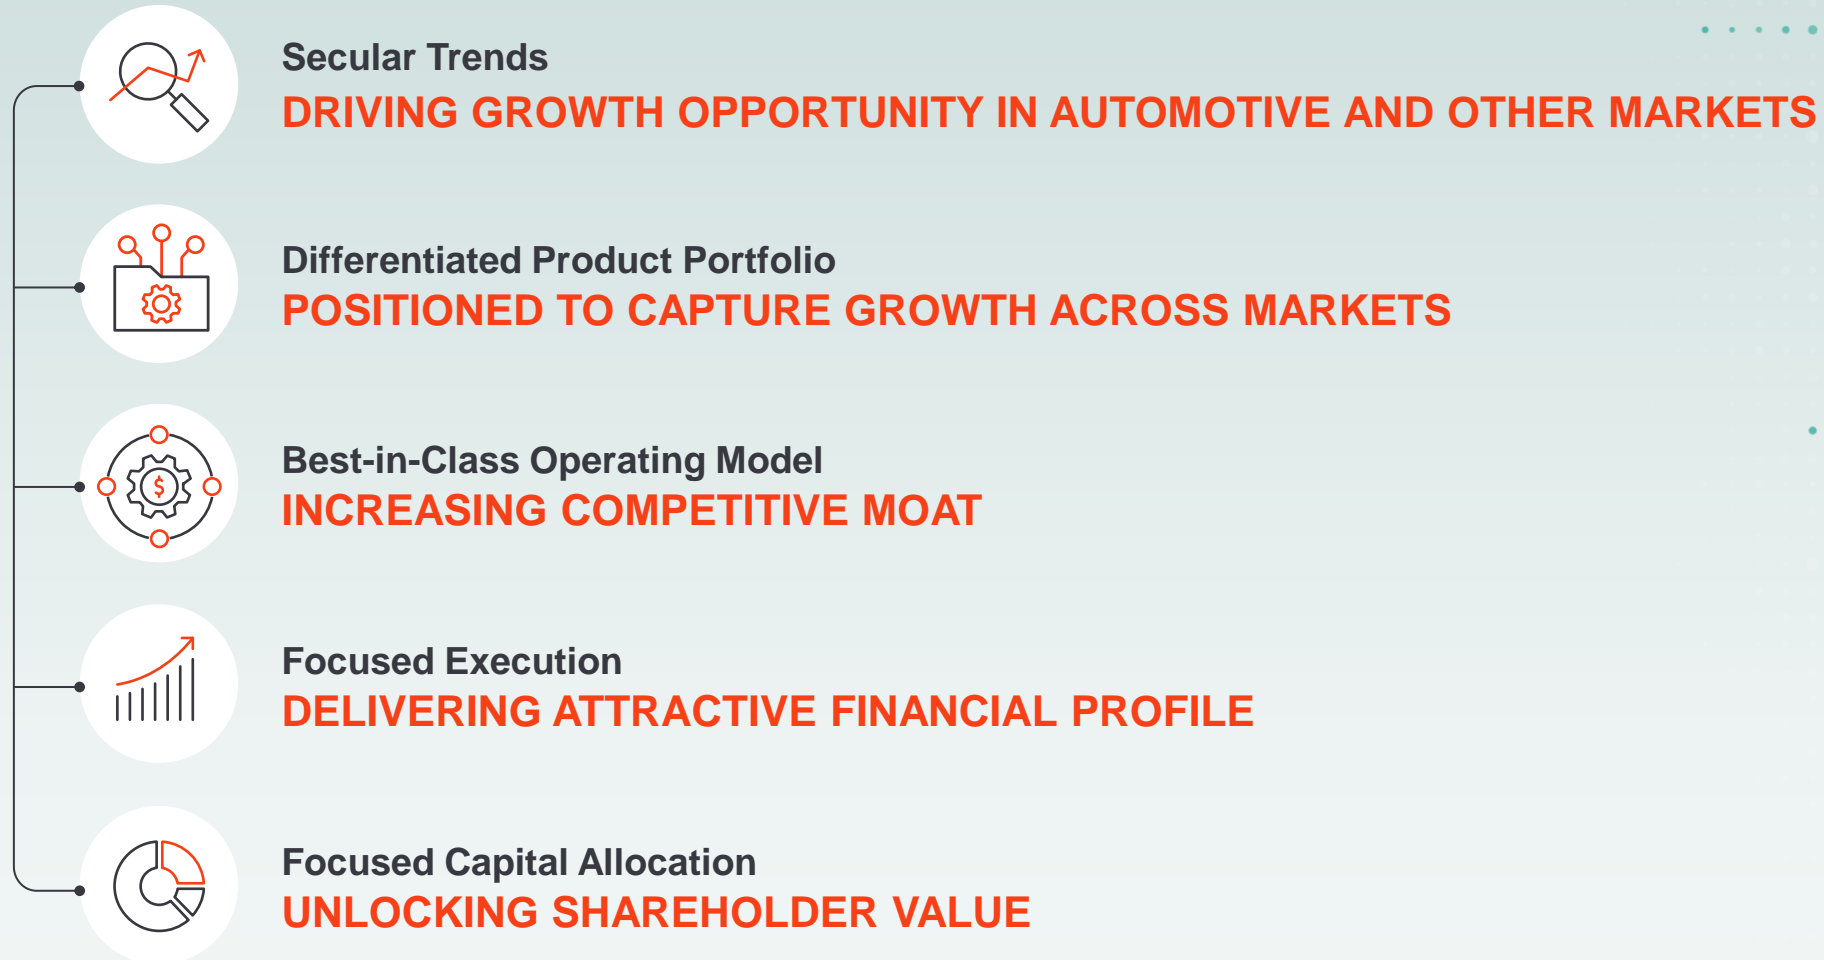 Secular Trends
DRIVING GROWTH OPPORTUNITY IN AUTOMOTIVE AND OTHER MARKETS
Differentiated Product Portfolio
POSITIONED TO CAPTURE GROWTH ACROSS MARKETS
$
Best-in-Class Operating Model
INCREASING COMPETITIVE MOAT
Focused Execution
DELIVERING ATTRACTIVE FINANCIAL PROFILE
Focused Capital Allocation
UNLOCKING SHAREHOLDER VALUE